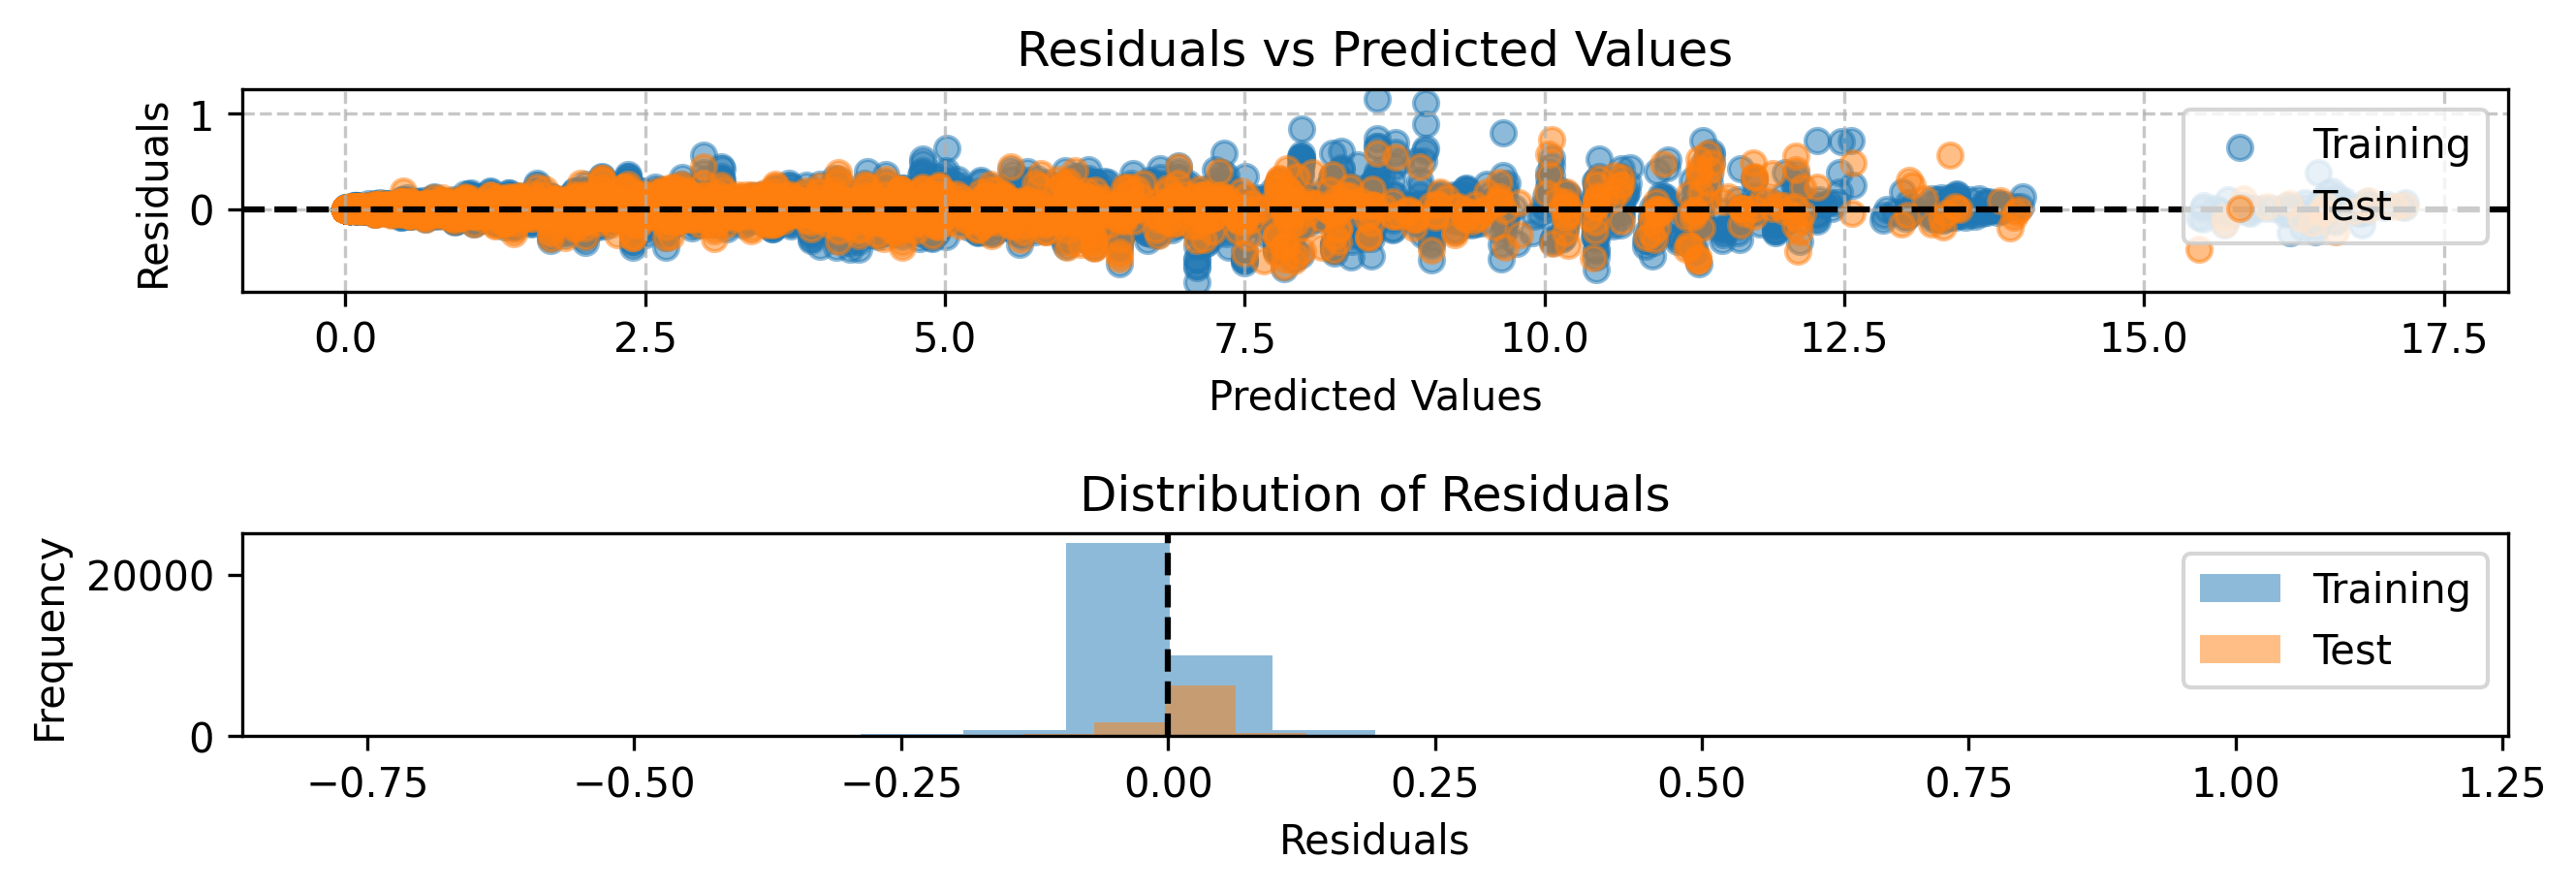 Residuals vs Predicted Values
Residuals
1
0
Training
Test
0.0 2.5 5.0 7.5 10.0 12.5 15.0 17.5
Predicted Values
Distribution of Residuals
Frequency
20000
0
Training
Test
−0.75 −0.50 −0.25 0.00 0.25 0.50 0.75 1.00 1.25
Residuals